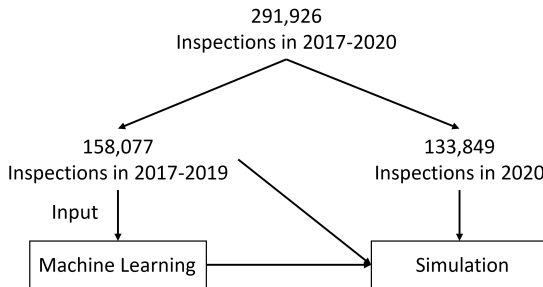 291,926
Inspections in 2017-2020
158,077
Inspections in 2017-2019
133,849
Inspections in 2020
Input
Machine Learning
Simulation